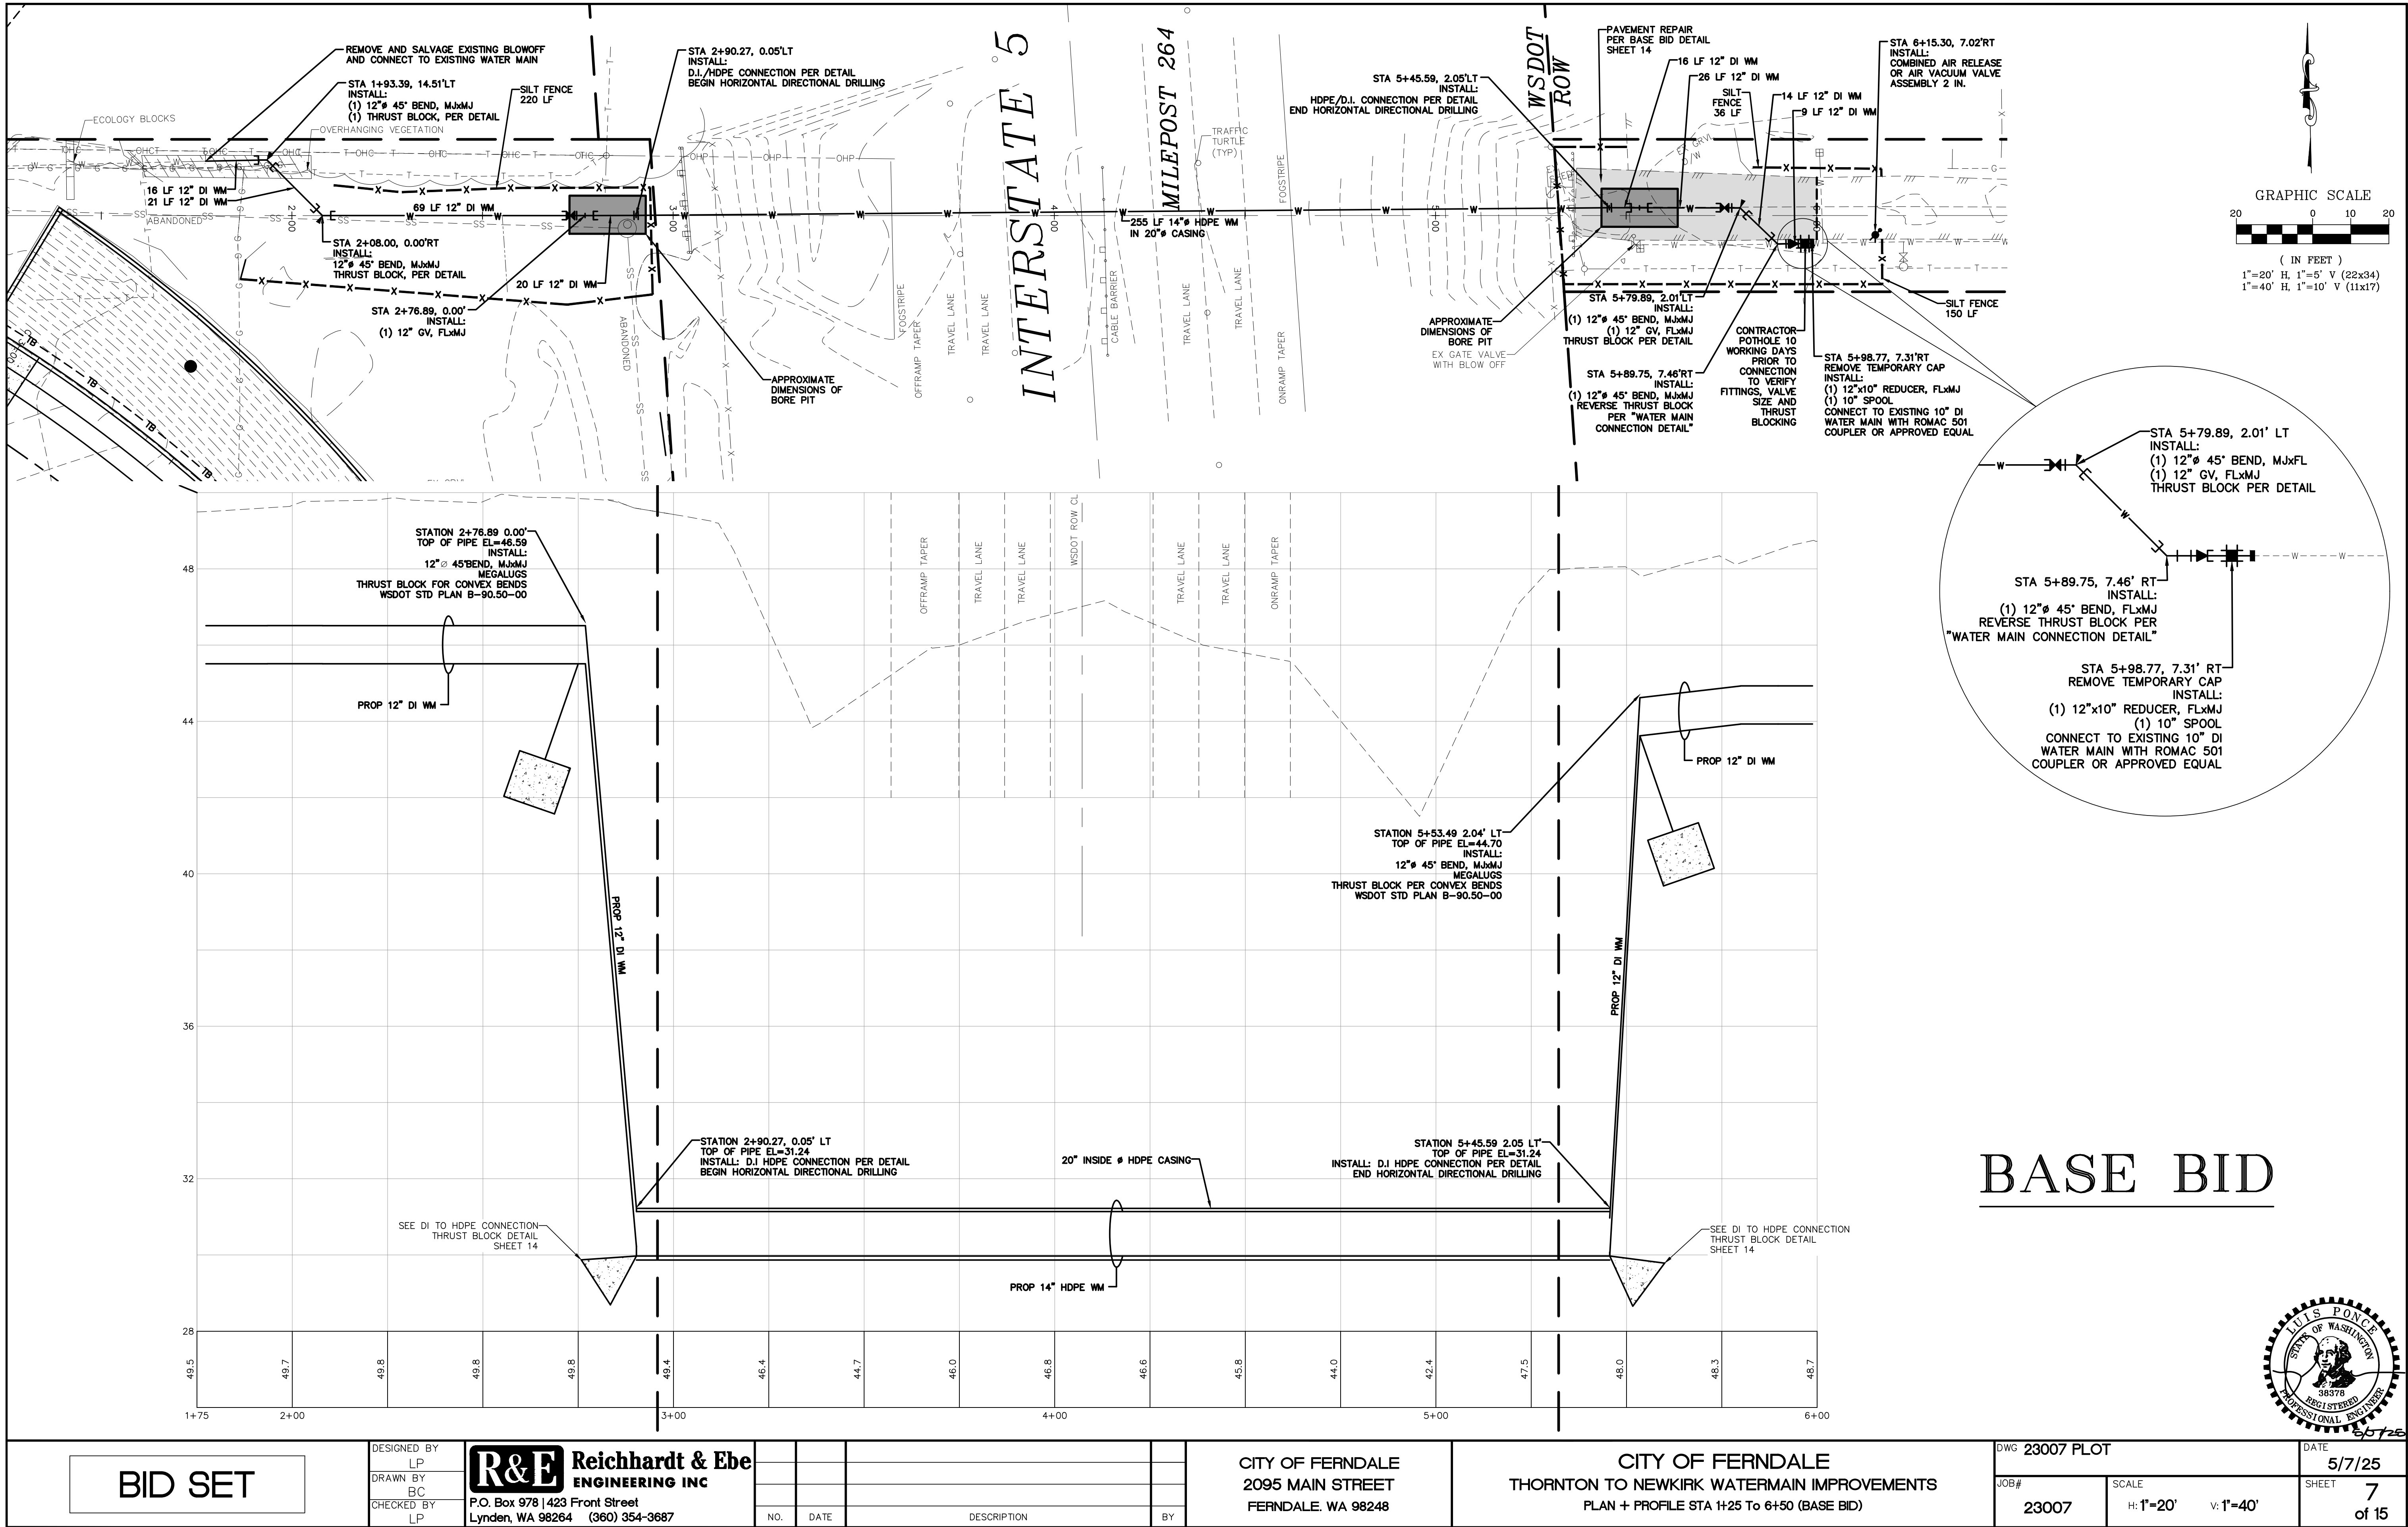 REMOVE AND SALVAGE EXISTING BLOWOFF
AND CONNECT TO EXISTING WATER MAIN
STA 1+93.39, 14.51'LT
INSTALL:
(1) 12"ø 45° BEND, MJxMJ
(1) THRUST BLOCK, PER DETAIL
SILT FENCE
220 LF
ECOLOGY BLOCKS
OVERHANGING VEGETATION
STA 2+90.27, 0.05'LT
INSTALL:
D.I./HDPE CONNECTION PER DETAIL
BEGIN HORIZONTAL DIRECTIONAL DRILLING
16 LF 12" DI WM
21 LF 12" DI WM
ABANDONED
69 LF 12" DI WM
2+00
3+00
4+00
5+00
STA 2+08.00, 0.00'RT
INSTALL:
12"ø 45° BEND, MJxMJ
THRUST BLOCK, PER DETAIL
20 LF 12" DI WM
STA 2+76.89, 0.00'
INSTALL:
(1) 12" GV, FLxMJ
ABANDONED
APPROXIMATE
DIMENSIONS OF
BORE PIT
INTERSTATE 5
MILEPOST 264
TRAFFIC
TURTLE
(TYP)
FOGSTRIPE
255 LF 14"ø HDPE WM
IN 20"ø CASING
FOGSTRIPE
OFFRAMP TAPER
TRAVEL LANE
TRAVEL LANE
CABLE BARRIER
TRAVEL LANE
TRAVEL LANE
ONRAMP TAPER
STA 5+45.59, 2.05'LT
INSTALL:
HDPE/D.I. CONNECTION PER DETAIL
END HORIZONTAL DIRECTIONAL DRILLING
WSDOT
ROW
PAVEMENT REPAIR
PER BASE BID DETAIL
SHEET 14
16 LF 12" DI WM
26 LF 12" DI WM
SILT
FENCE
36 LF
14 LF 12" DI WM
9 LF 12" DI WM
EX GRVL
D/W
STA 6+15.30, 7.02'RT
INSTALL:
COMBINED AIR RELEASE
OR AIR VACUUM VALVE
ASSEMBLY 2 IN.
SILT FENCE
150 LF
APPROXIMATE
DIMENSIONS OF
BORE PIT
EX GATE VALVE
WITH BLOW OFF
STA 5+79.89, 2.01'LT
INSTALL:
(1) 12"ø 45° BEND, MJxMJ
(1) 12" GV, FLxMJ
THRUST BLOCK PER DETAIL
STA 5+89.75, 7.46'RT
INSTALL:
(1) 12"ø 45° BEND, MJxMJ
REVERSE THRUST BLOCK
PER "WATER MAIN
CONNECTION DETAIL"
CONTRACTOR
POTHOLE 10
WORKING DAYS
PRIOR TO
CONNECTION
TO VERIFY
FITTINGS, VALVE
SIZE AND
THRUST
BLOCKING
STA 5+98.77, 7.31'RT
REMOVE TEMPORARY CAP
INSTALL:
(1) 12"x10" REDUCER, FLxMJ
(1) 10" SPOOL
CONNECT TO EXISTING 10" DI
WATER MAIN WITH ROMAC 501
COUPLER OR APPROVED EQUAL
GRAPHIC SCALE
20 0 10 20
( IN FEET )
1"=20' H, 1"=5' V (22x34)
1"=40' H, 1"=10' V (11x17)
STA 5+79.89, 2.01' LT
INSTALL:
(1) 12"ø 45° BEND, MJxFL
(1) 12" GV, FLxMJ
THRUST BLOCK PER DETAIL
STA 5+89.75, 7.46' RT
INSTALL:
(1) 12"ø 45° BEND, FLxMJ
REVERSE THRUST BLOCK PER
"WATER MAIN CONNECTION DETAIL"
STA 5+98.77, 7.31' RT
REMOVE TEMPORARY CAP
INSTALL:
(1) 12"x10" REDUCER, FLxMJ
(1) 10" SPOOL
CONNECT TO EXISTING 10" DI
WATER MAIN WITH ROMAC 501
COUPLER OR APPROVED EQUAL
STATION 2+76.89 0.00'
TOP OF PIPE EL=46.59
INSTALL:
12"∅ 45°BEND, MJxMJ
MEGALUGS
THRUST BLOCK FOR CONVEX BENDS
WSDOT STD PLAN B-90.50-00
PROP 12" DI WM
PROP 12" DI WM
OFFRAMP TAPER
TRAVEL LANE
TRAVEL LANE
WSDOT ROW CL
TRAVEL LANE
TRAVEL LANE
ONRAMP TAPER
PROP 12" DI WM
STATION 5+53.49 2.04' LT
TOP OF PIPE EL=44.70
INSTALL:
12"ø 45° BEND, MJxMJ
MEGALUGS
THRUST BLOCK PER CONVEX BENDS
WSDOT STD PLAN B-90.50-00
PROP 12" DI WM
STATION 2+90.27, 0.05' LT
TOP OF PIPE EL=31.24
INSTALL: D.I HDPE CONNECTION PER DETAIL
BEGIN HORIZONTAL DIRECTIONAL DRILLING
20" INSIDE ø HDPE CASING
STATION 5+45.59 2.05 LT'
TOP OF PIPE EL=31.24
INSTALL: D.I HDPE CONNECTION PER DETAIL
END HORIZONTAL DIRECTIONAL DRILLING
SEE DI TO HDPE CONNECTION
THRUST BLOCK DETAIL
SHEET 14
PROP 14" HDPE WM
SEE DI TO HDPE CONNECTION
THRUST BLOCK DETAIL
SHEET 14
48
44
40
36
32
28
49.5 49.7 49.8 49.8 49.8 49.4 46.4 44.7 46.0 46.8 46.6 45.8 44.0 42.4 47.5 48.0 48.3 48.7
1+75 2+00 3+00 4+00 5+00 6+00
BASE BID
LUIS PONCE
STATE OF WASHINGTON
38378
REGISTERED
PROFESSIONAL ENGINEER
BID SET
DESIGNED BY
LP
DRAWN BY
BC
CHECKED BY
LP
R&E Reichhardt & Ebe
ENGINEERING INC
P.O. Box 978 | 423 Front Street
Lynden, WA 98264 (360) 354-3687
NO. DATE DESCRIPTION BY
CITY OF FERNDALE
2095 MAIN STREET
FERNDALE. WA 98248
CITY OF FERNDALE
THORNTON TO NEWKIRK WATERMAIN IMPROVEMENTS
PLAN + PROFILE STA 1+25 To 6+50 (BASE BID)
DWG 23007 PLOT
DATE
5/7/25
JOB#
23007
SCALE
H: 1"=20' V: 1"=40'
SHEET
7
of 15